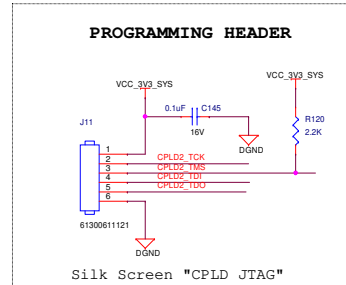 PROGRAMMING HEADER
VCC_3V3_SYS
VCC_3V3_SYS
0.1uF C145
16V
J11
R120
2.2K
DGND
1
2 CPLD2_TCK
3 CPLD2_TMS
4 CPLD2_TDI
5 CPLD2_TDO
6
61300611121
DGND
Silk Screen "CPLD JTAG"